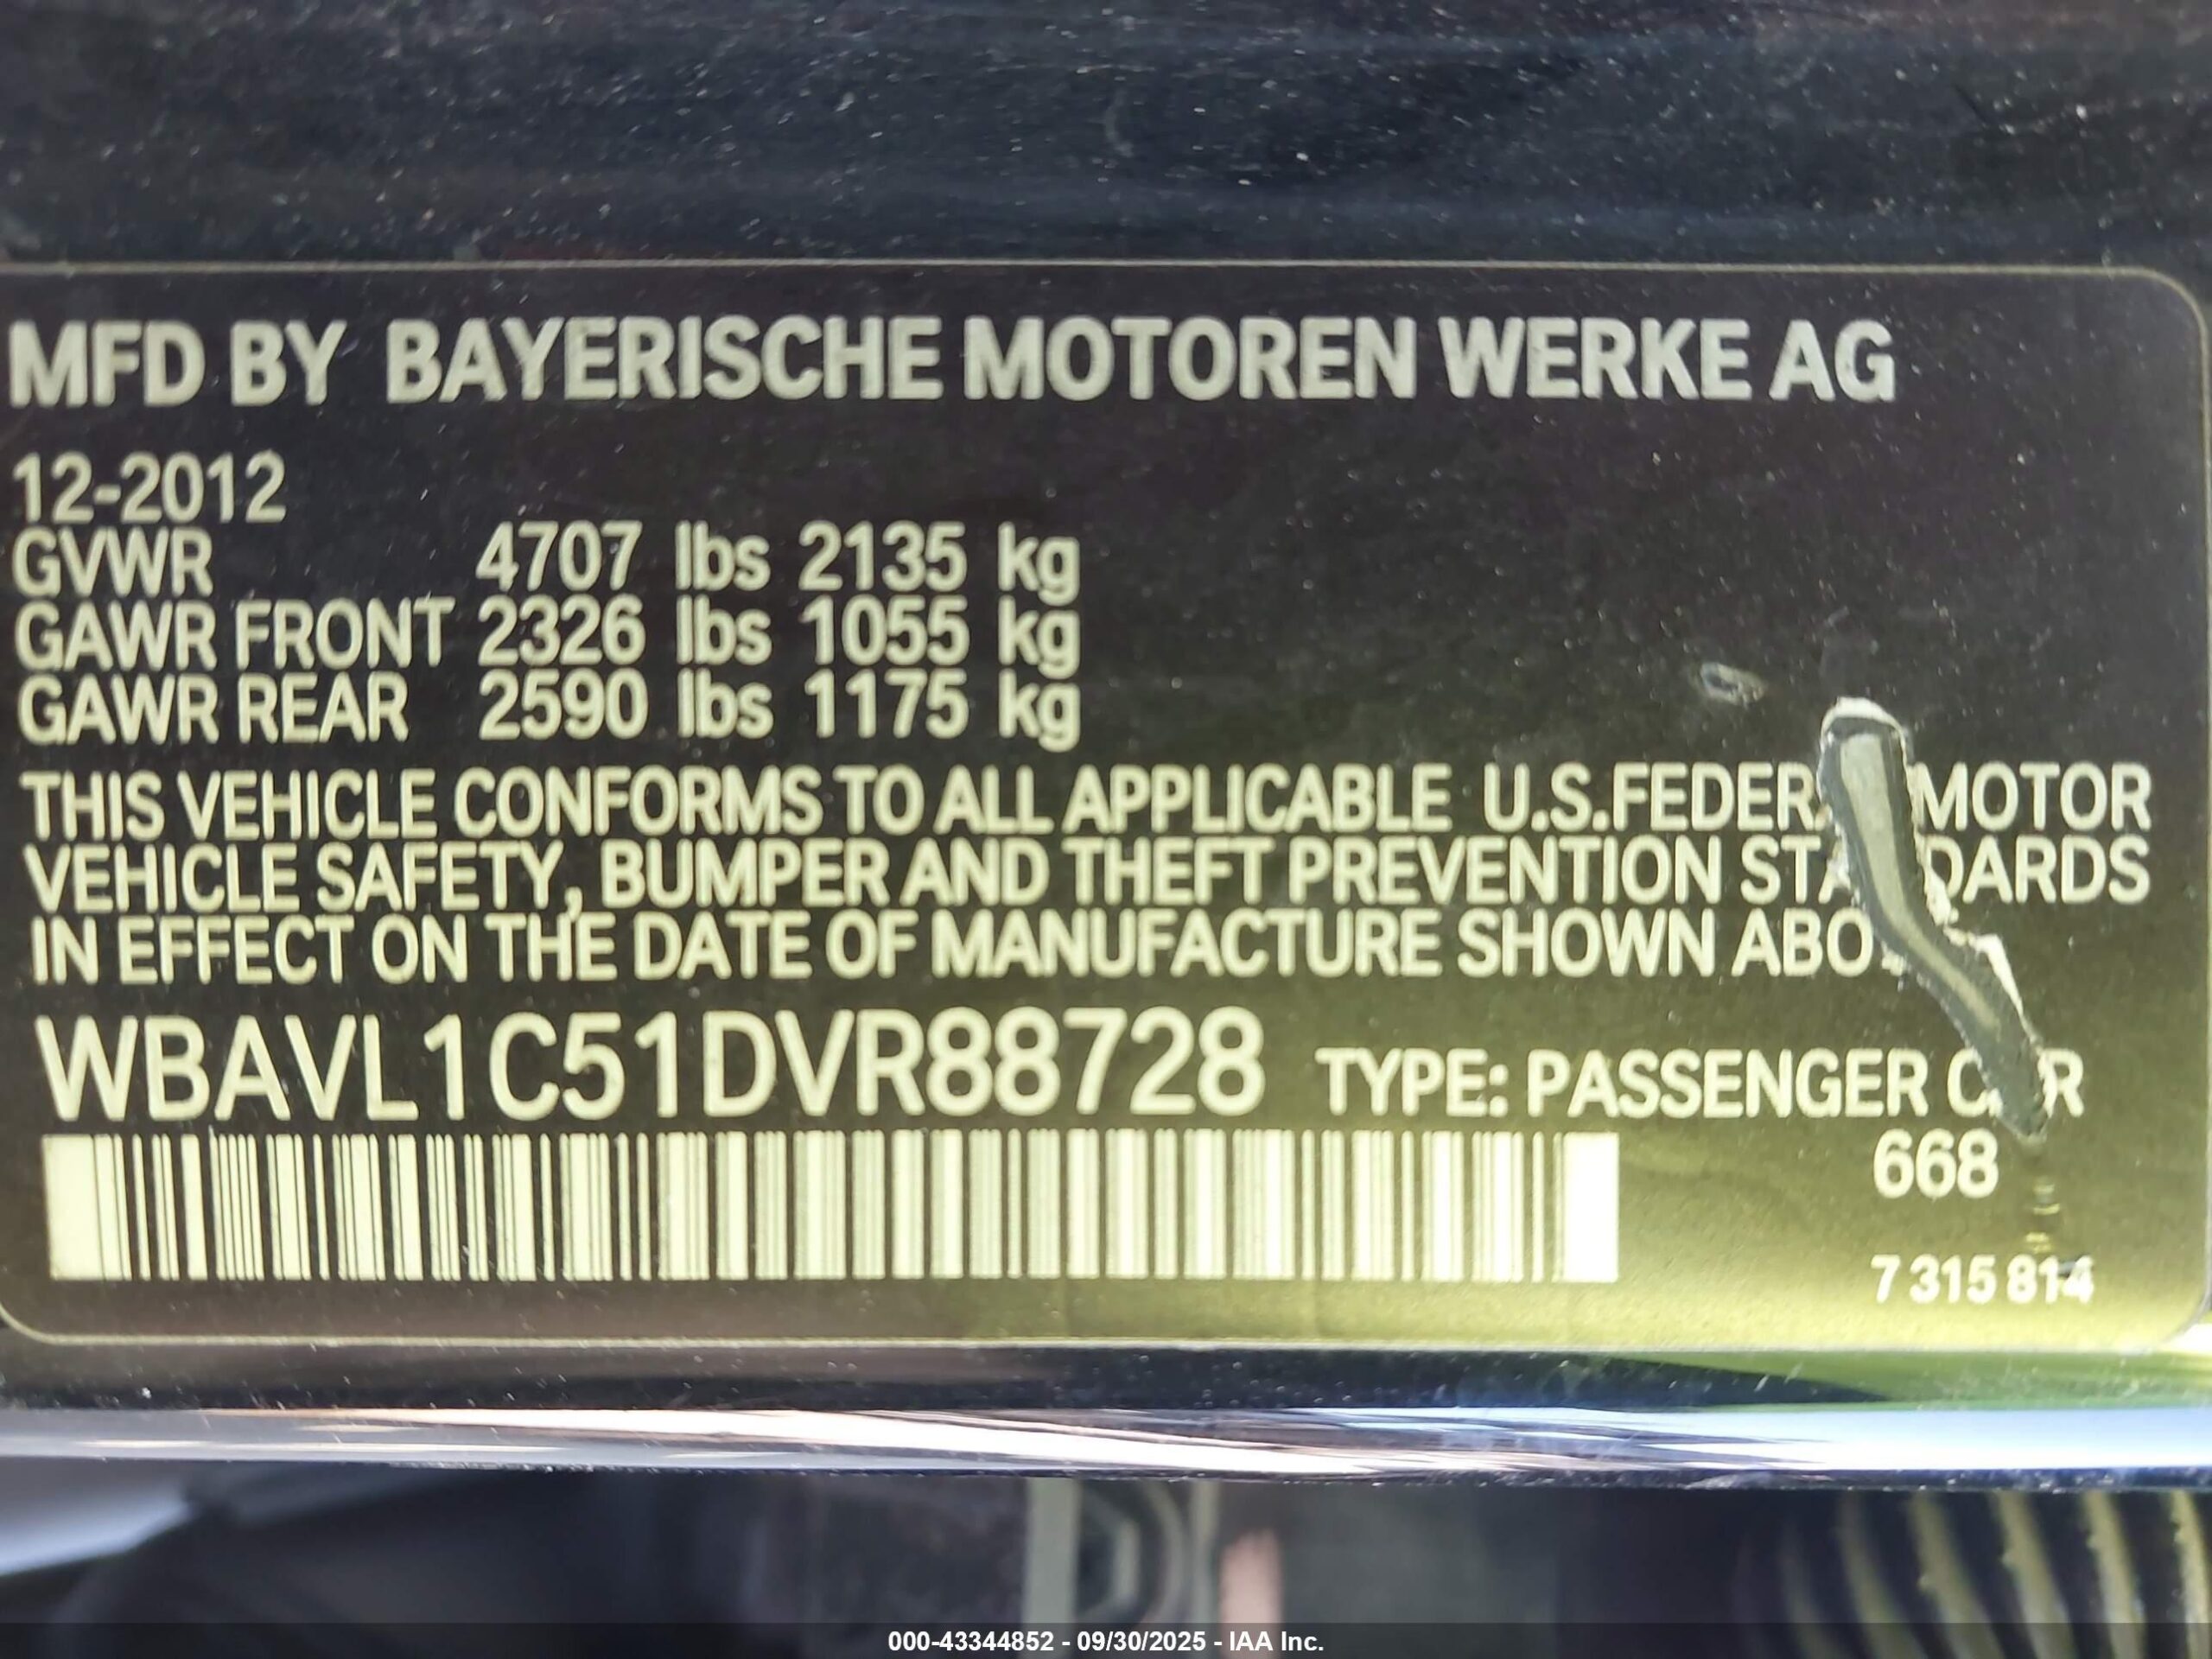 MFD BY BAYERISCHE MOTOREN WERKE AG
12-2012
GVWR 4707 lbs 2135 kg
GAWR FRONT 2326 lbs 1055 kg
GAWR REAR 2590 lbs 1175 kg
THIS VEHICLE CONFORMS TO ALL APPLICABLE U.S.FEDERA MOTOR
VEHICLE SAFETY, BUMPER AND THEFT PREVENTION STA DARDS
IN EFFECT ON THE DATE OF MANUFACTURE SHOWN ABO
WBAVL1C51DVR88728 TYPE: PASSENGER C R
668
7 315 814
000-43344852 - 09/30/2025 - IAA Inc.